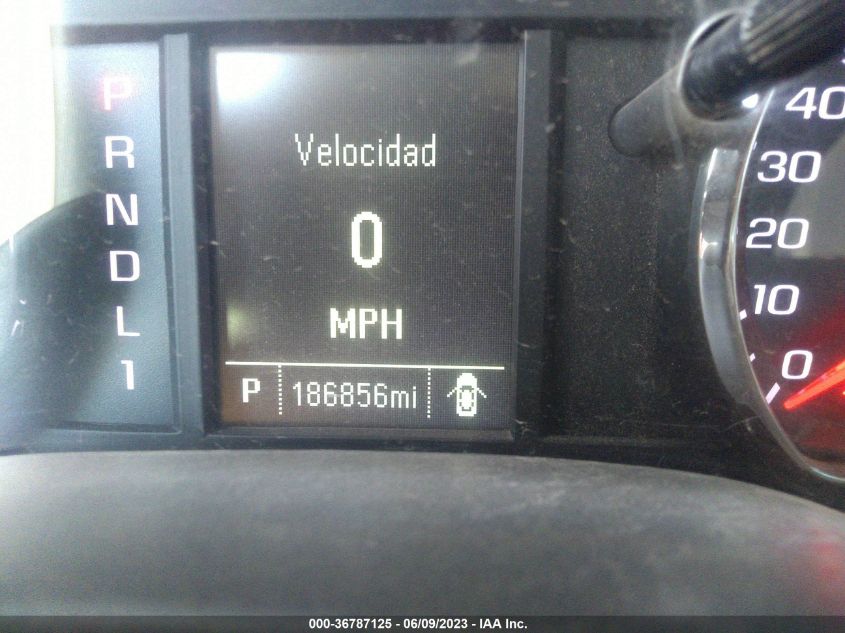 P
R
N
D
L
1
Velocidad
0
MPH
P 186856mi
40
30
20
10
0
000-36787125 - 06/09/2023 - IAA Inc.